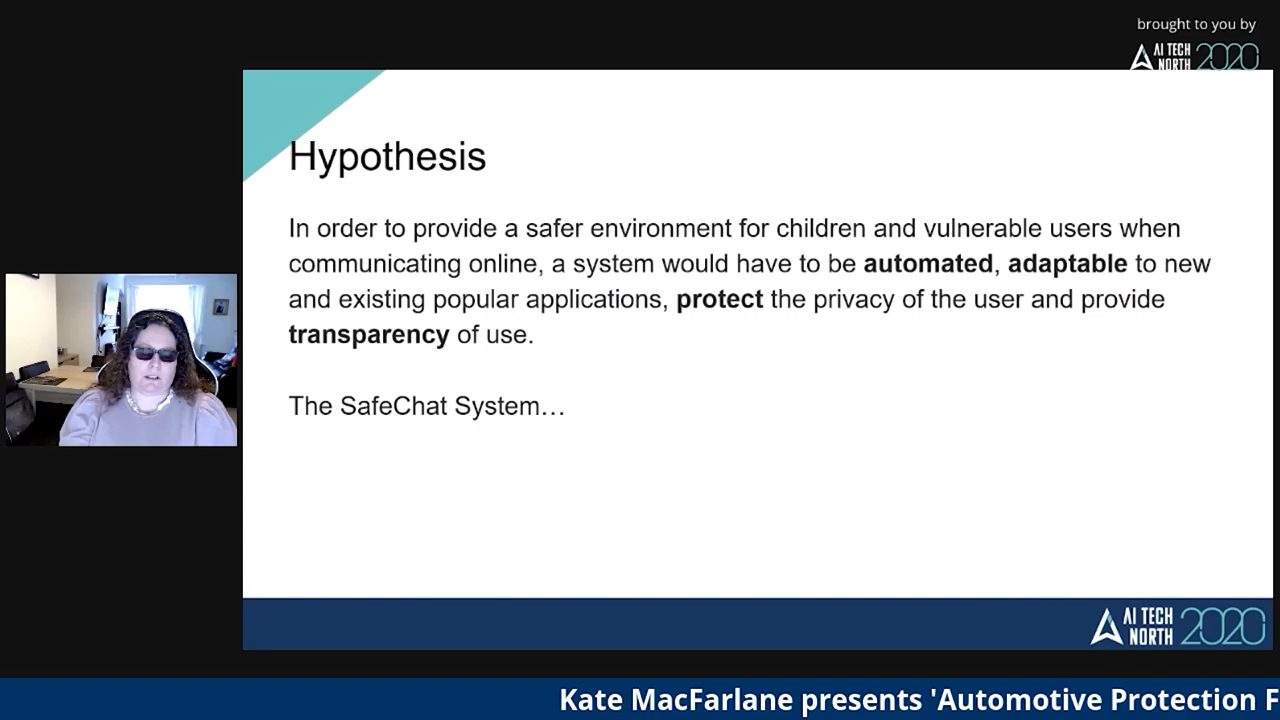 brought to you by
AI TECH
NORTH 2020
Hypothesis
In order to provide a safer environment for children and vulnerable users when
communicating online, a system would have to be automated, adaptable to new
and existing popular applications, protect the privacy of the user and provide
transparency of use.
The SafeChat System…
AI TECH
NORTH 2020
Kate MacFarlane presents 'Automotive Protection F